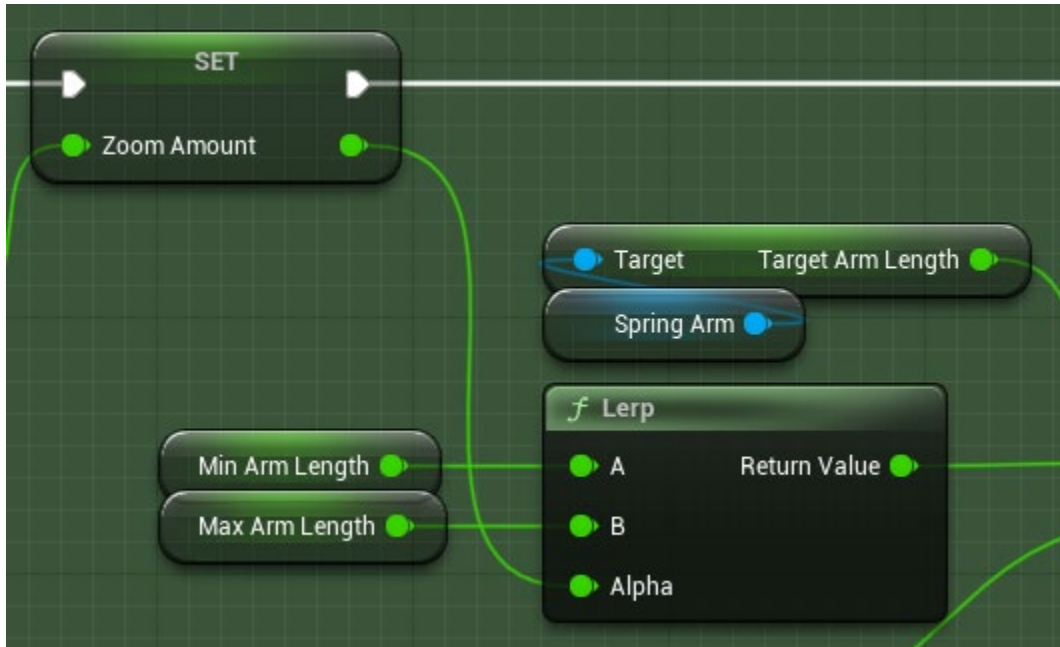 SET
Zoom Amount
Target Target Arm Length
Spring Arm
f Lerp
Min Arm Length A Return Value
Max Arm Length B
Alpha